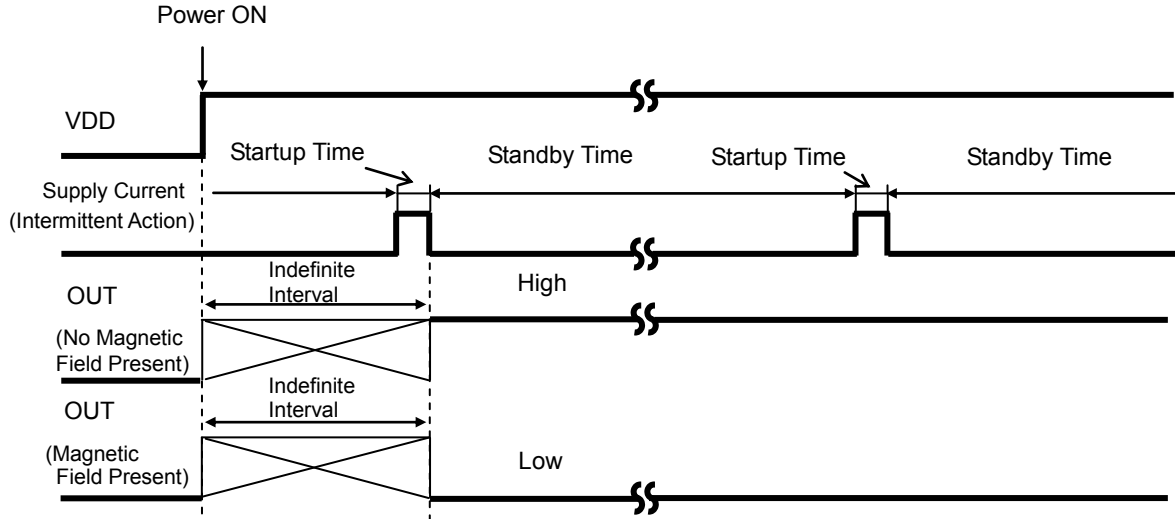 Power ON
VDD
Startup Time
Standby Time
Startup Time
Standby Time
Supply Current
(Intermittent Action)
Indefinite
Interval
High
OUT
(No Magnetic
Field Present)
Indefinite
Interval
OUT
(Magnetic
Field Present)
Low